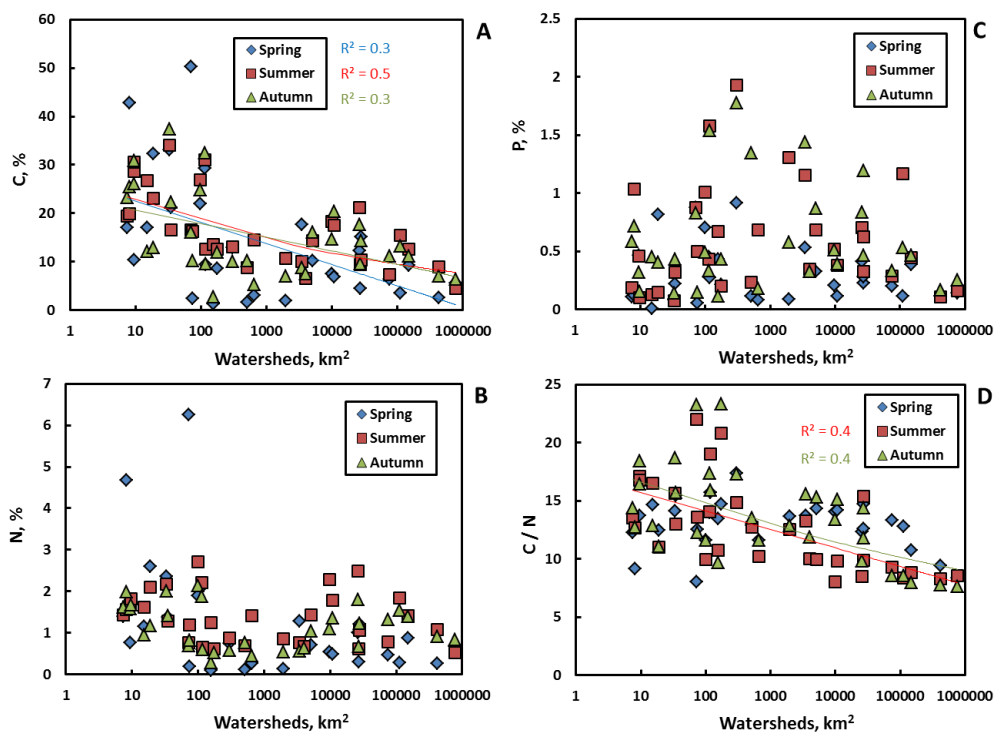 A
60
50
40
30
20
10
0
C, %
Spring
Summer
Autumn
R² = 0.3
R² = 0.5
R² = 0.3
1 10 100 1000 10000 100000 1000000
Watersheds, km²
C
2.5
2
1.5
1
0.5
0
P, %
Spring
Summer
Autumn
1 10 100 1000 10000 100000 1000000
Watersheds, km²
B
7
6
5
4
3
2
1
0
N, %
Spring
Summer
Autumn
1 10 100 1000 10000 100000 1000000
Watersheds, km²
D
25
20
15
10
5
0
C / N
R² = 0.4
R² = 0.4
Spring
Summer
Autumn
1 10 100 1000 10000 100000 1000000
Watersheds, km²